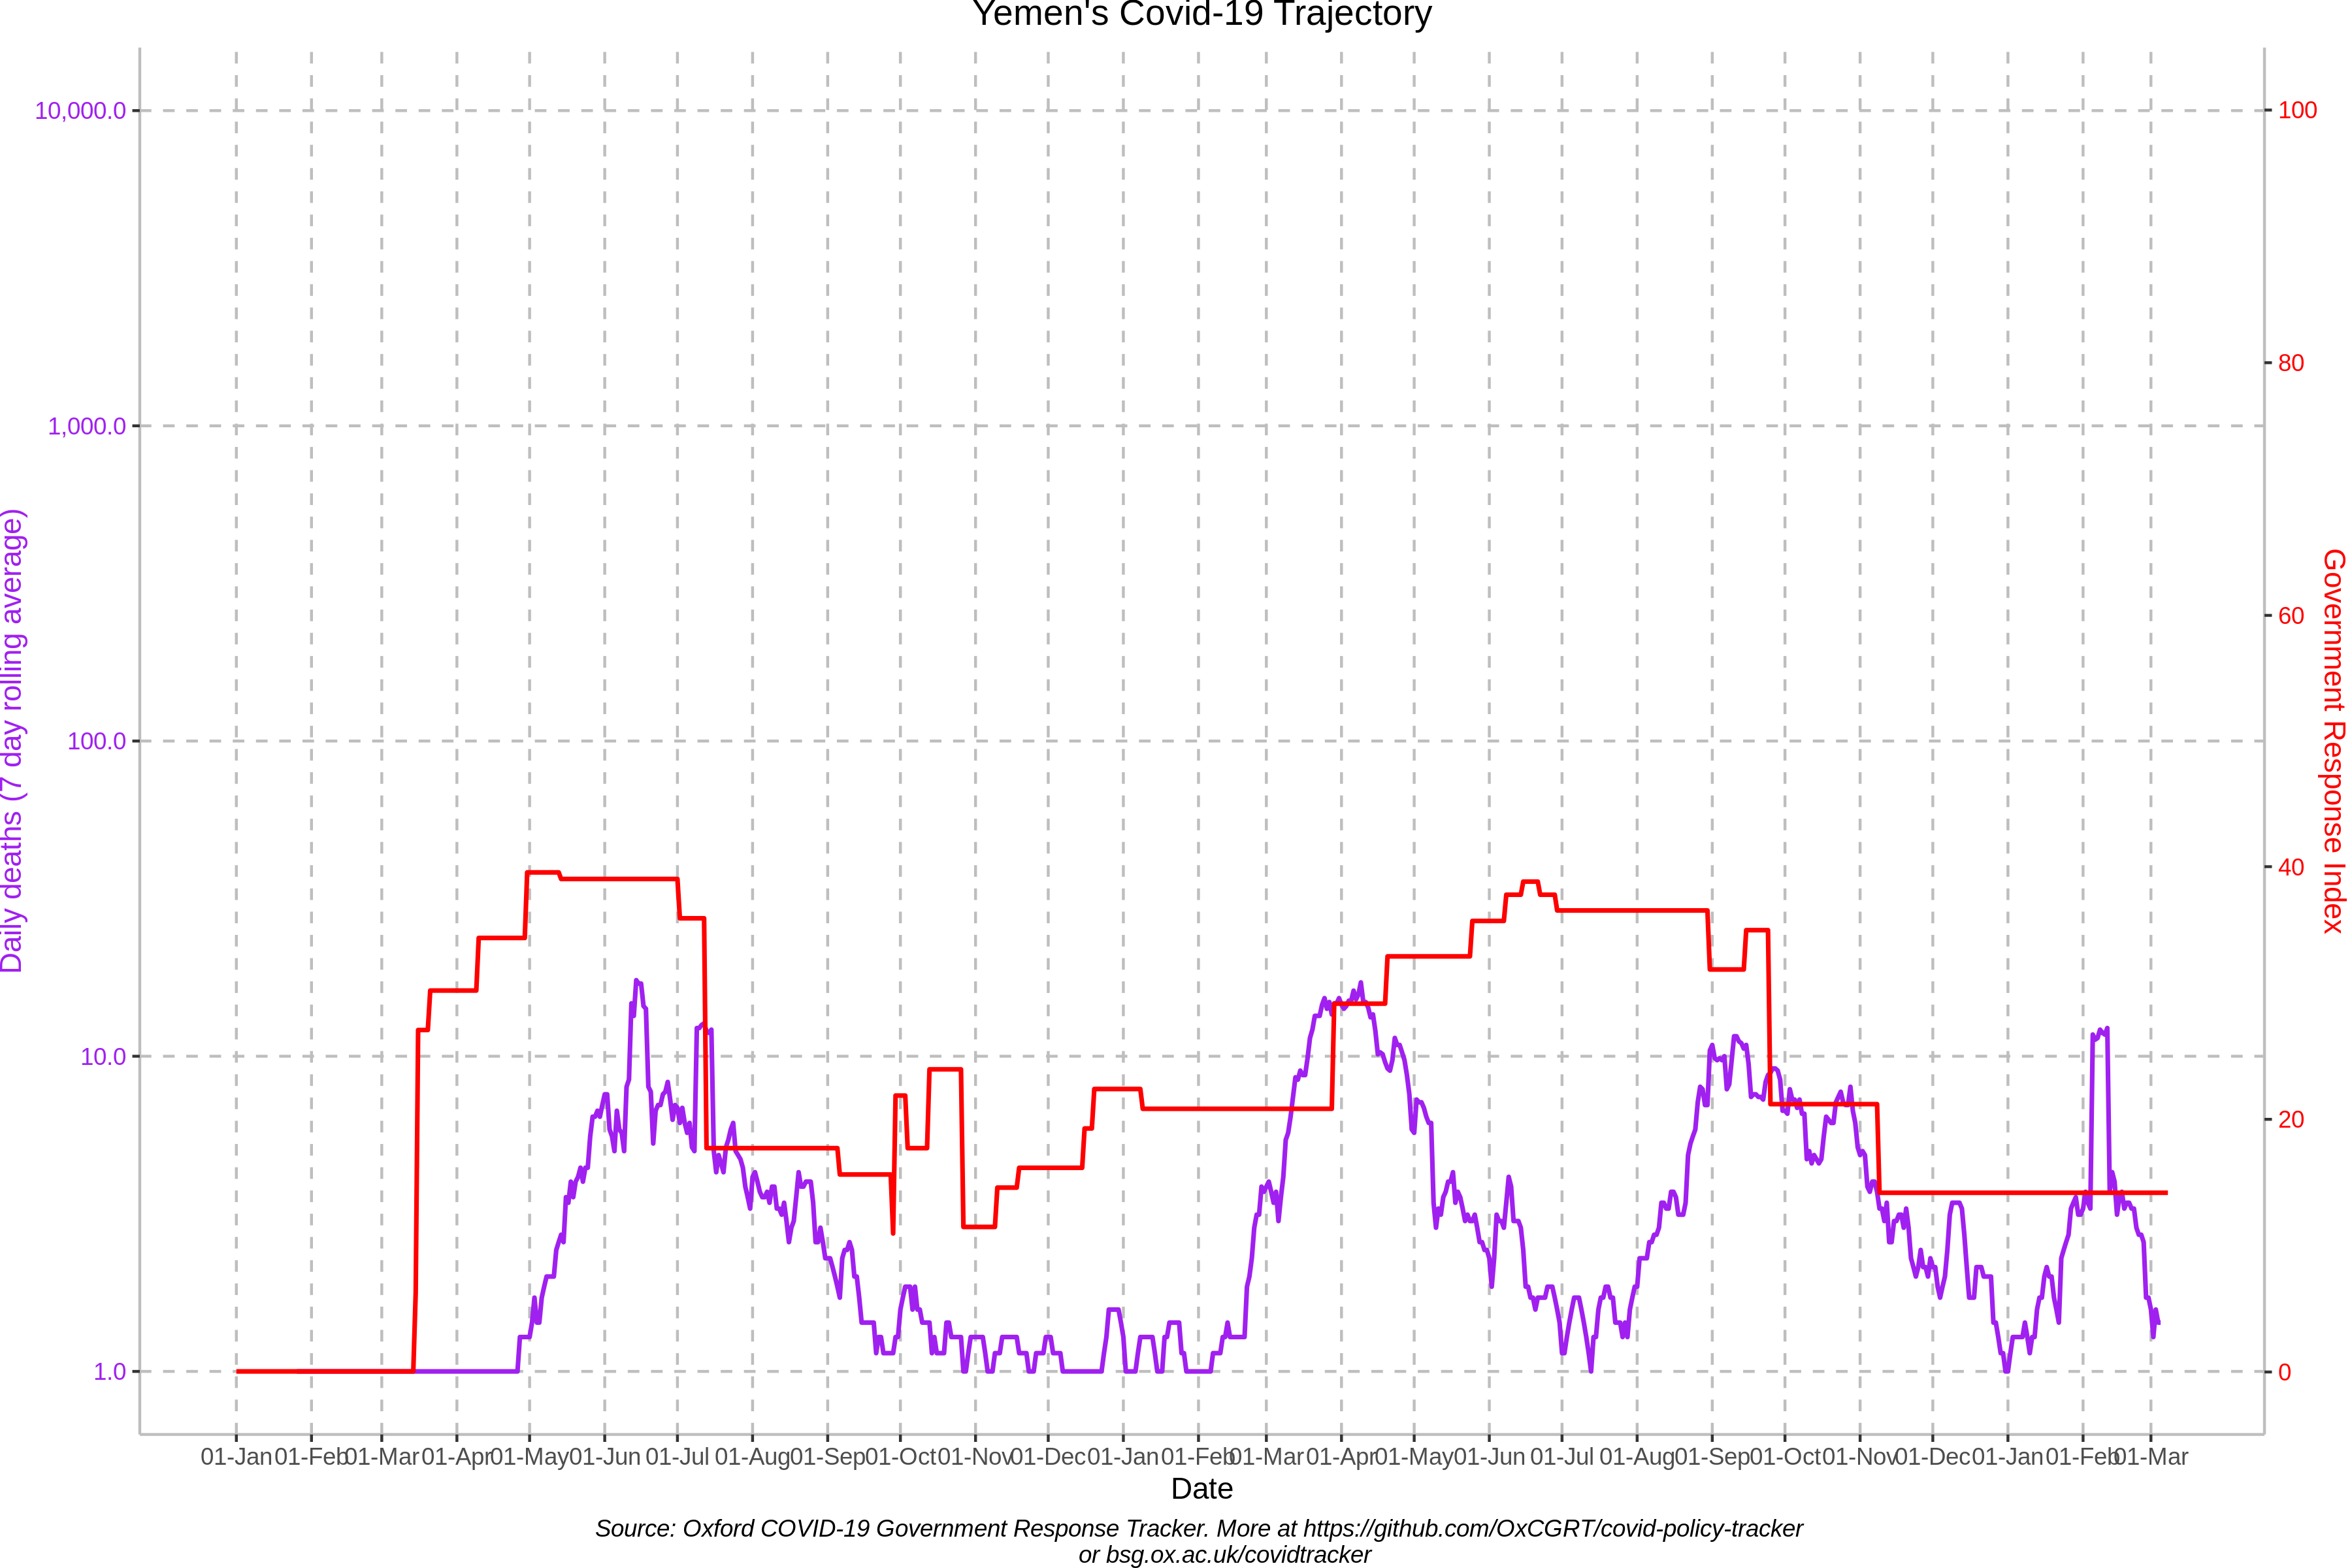 Yemen's Covid-19 Trajectory
10,000.0
1,000.0
100.0
10.0
1.0
Daily deaths (7 day rolling average)
100
80
60
40
20
0
Government Response Index
01-Jan 01-Feb 01-Mar 01-Apr 01-May 01-Jun 01-Jul 01-Aug 01-Sep 01-Oct 01-Nov 01-Dec 01-Jan 01-Feb 01-Mar 01-Apr 01-May 01-Jun 01-Jul 01-Aug 01-Sep 01-Oct 01-Nov 01-Dec 01-Jan 01-Feb 01-Mar
Date
Source: Oxford COVID-19 Government Response Tracker. More at https://github.com/OxCGRT/covid-policy-tracker
or bsg.ox.ac.uk/covidtracker